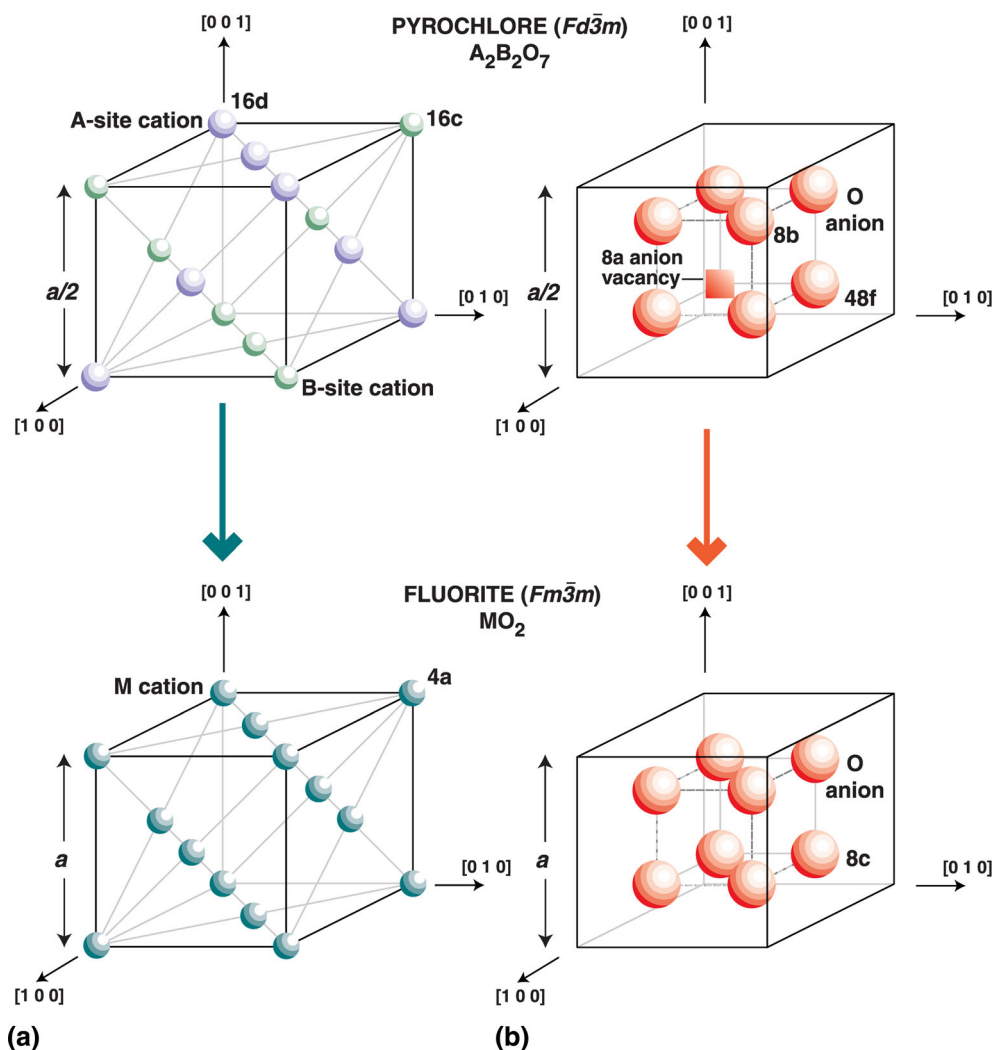 [0 0 1]
PYROCHLORE (Fd3̄m)
A₂B₂O₇
[0 0 1]
16d
A-site cation
16c
a/2
[0 1 0]
B-site cation
[1 0 0]
O
anion
8b
8a anion
vacancy
48f
a/2
[0 1 0]
[1 0 0]
[0 0 1]
FLUORITE (Fm3̄m)
MO₂
[0 0 1]
M cation
4a
a
[0 1 0]
[1 0 0]
O
anion
8c
a
[0 1 0]
[1 0 0]
(a)
(b)